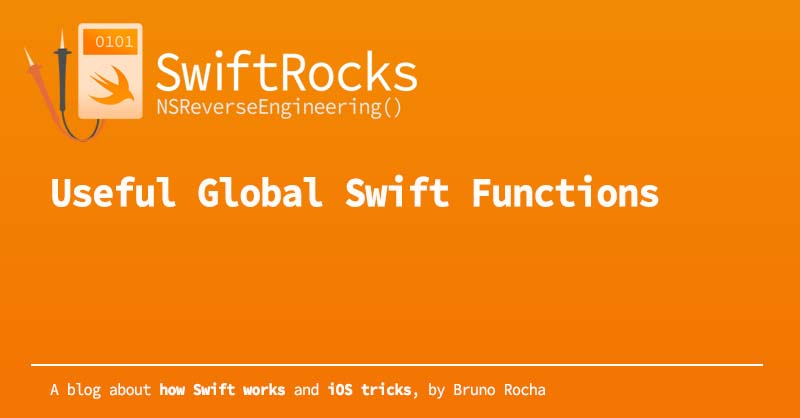 0101
SwiftRocks
NSReverseEngineering()
Useful Global Swift Functions
A blog about how Swift works and iOS tricks, by Bruno Rocha